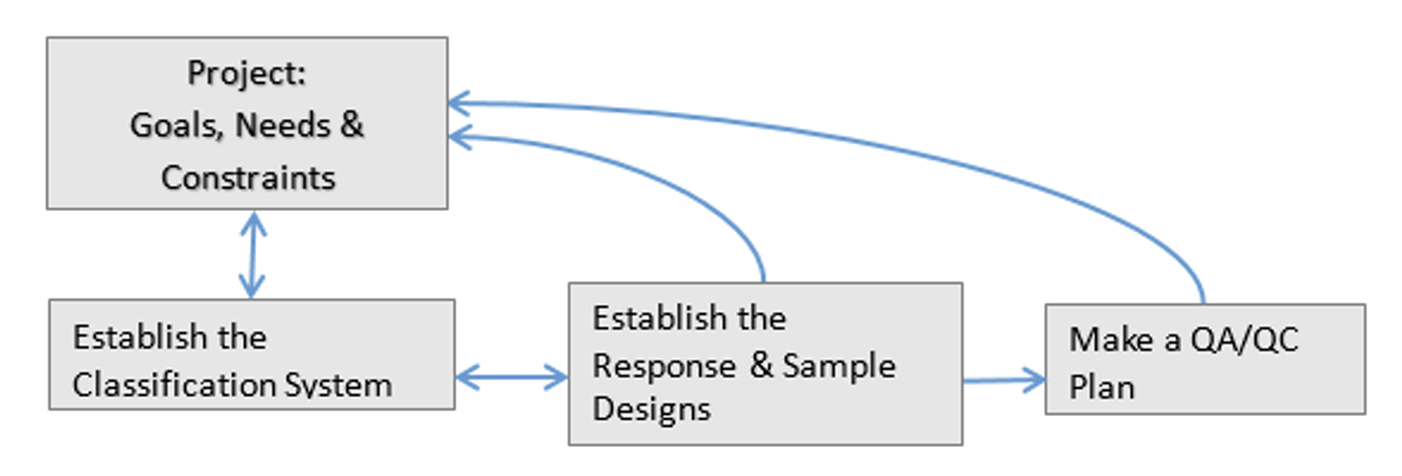 Project:
Goals, Needs &
Constraints
Establish the
Classification System
Establish the
Response & Sample
Designs
Make a QA/QC
Plan